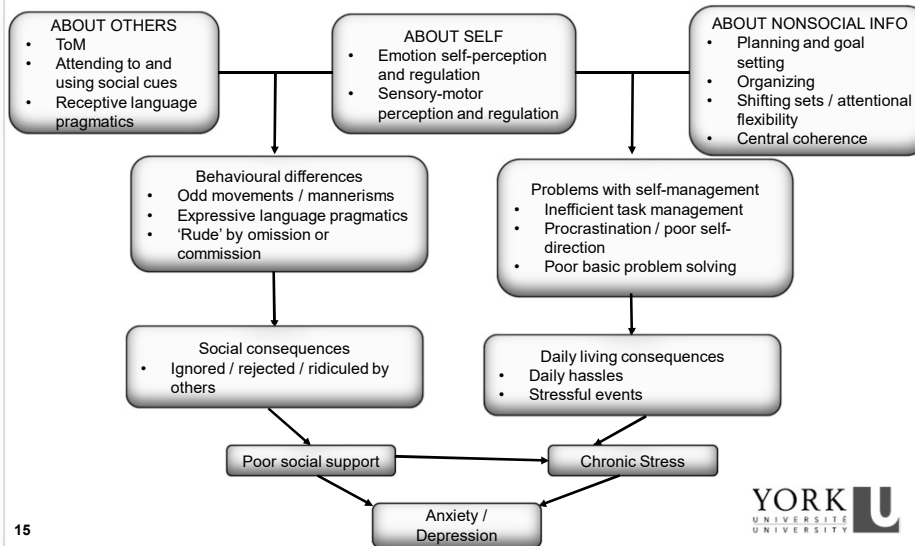 ABOUT OTHERS
• ToM
• Attending to and
using social cues
• Receptive language
pragmatics
ABOUT SELF
• Emotion self-perception
and regulation
• Sensory-motor
perception and regulation
ABOUT NONSOCIAL INFO
• Planning and goal
setting
• Organizing
• Shifting sets / attentional
flexibility
• Central coherence
Behavioural differences
• Odd movements / mannerisms
• Expressive language pragmatics
• ‘Rude’ by omission or
commission
Problems with self-management
• Inefficient task management
• Procrastination / poor self-
direction
• Poor basic problem solving
Social consequences
• Ignored / rejected / ridiculed by
others
Daily living consequences
• Daily hassles
• Stressful events
Poor social support
Chronic Stress
Anxiety /
Depression
15
YORK U
UNIVERSITÉ
UNIVERSITY